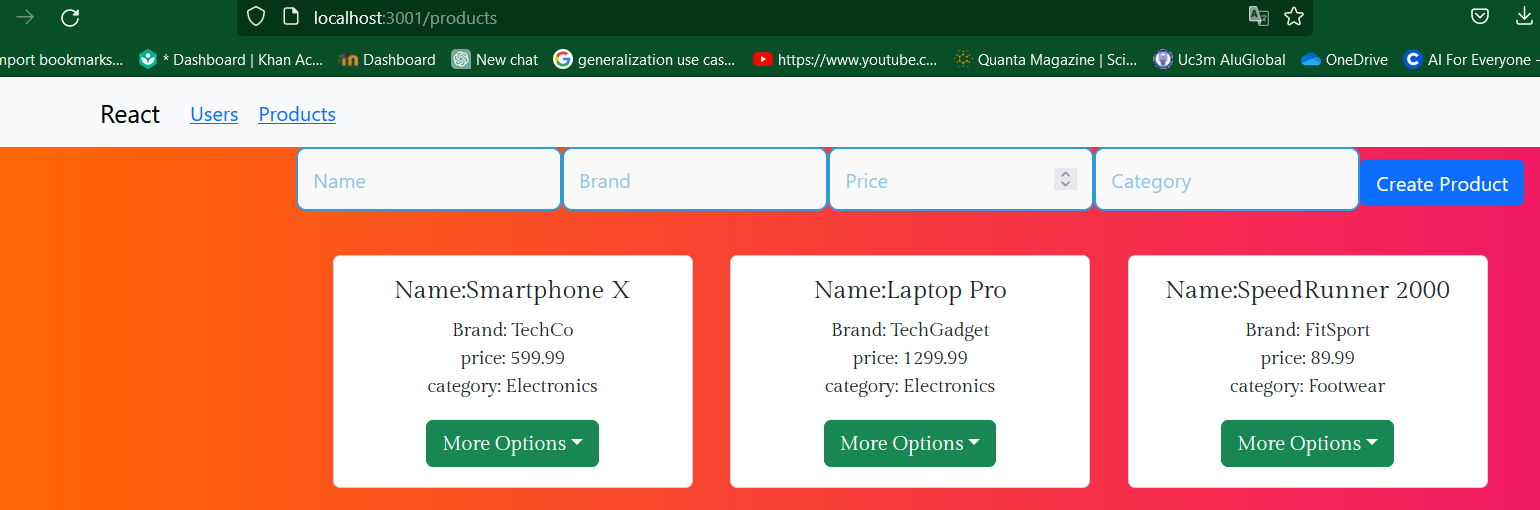 localhost:3001/products
mport bookmarks... * Dashboard | Khan Ac... Dashboard New chat generalization use cas... https://www.youtube.c... Quanta Magazine | Sci... Uc3m AluGlobal OneDrive AI For Everyone -
React Users Products
Name Brand Price Category Create Product
Name:Smartphone X
Brand: TechCo
price: 599.99
category: Electronics
More Options
Name:Laptop Pro
Brand: TechGadget
price: 1299.99
category: Electronics
More Options
Name:SpeedRunner 2000
Brand: FitSport
price: 89.99
category: Footwear
More Options